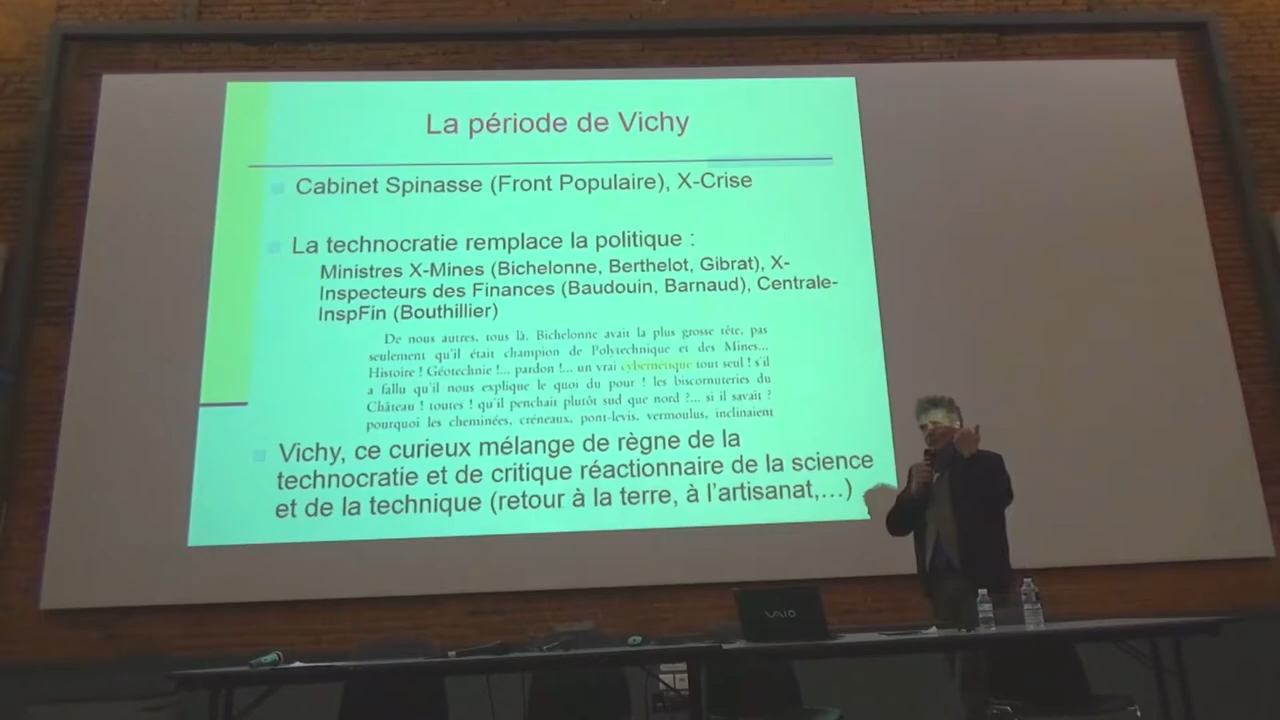 La période de Vichy
Cabinet Spinasse (Front Populaire), X-Crise
La technocratie remplace la politique :
Ministres X-Mines (Bichelonne, Berthelot, Gibrat), X-
Inspecteurs des Finances (Baudouin, Barnaud), Centrale-
InspFin (Bouthillier)
De nous autres, tous là, Bichelonne avait la plus grosse tête, pas
seulement qu'il était champion de Polytechnique et des Mines...
Histoire ! Géotechnie !... pardon !... un vrai cybernétique tout seul ! s'il
a fallu qu'il nous explique le quoi du pour ! les biscornuteries du
Château ! toutes ! qu'il penchait plutôt sud que nord ?... si il savait ?
pourquoi les cheminées, créneaux, pont-levis, vermoulus, inclinaient
Vichy, ce curieux mélange de règne de la
technocratie et de critique réactionnaire de la science
et de la technique (retour à la terre, à l'artisanat,...)
VAIO